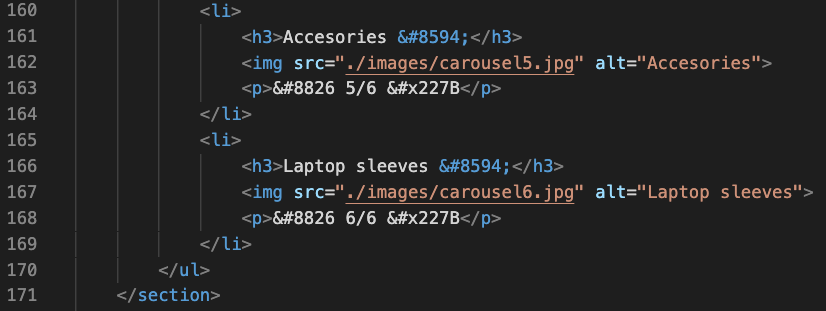 160 <li>
161 <h3>Accesories &#8594;</h3>
162 <img src="./images/carousel5.jpg" alt="Accesories">
163 <p>&#8826 5/6 &#x227B</p>
164 </li>
165 <li>
166 <h3>Laptop sleeves &#8594;</h3>
167 <img src="./images/carousel6.jpg" alt="Laptop sleeves">
168 <p>&#8826 6/6 &#x227B</p>
169 </li>
170 </ul>
171 </section>